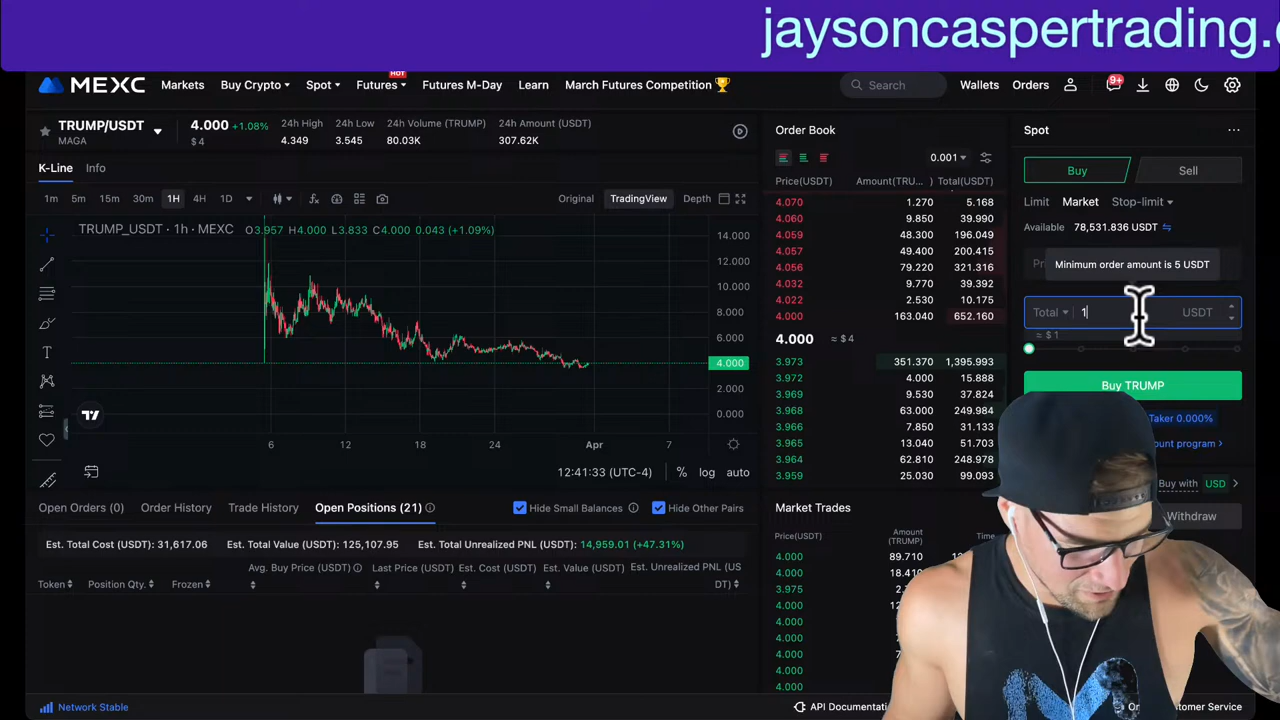 jaysoncaspertrading.
MEXC Markets Buy Crypto Spot Futures HOT Futures M-Day Learn March Futures Competition Search Wallets Orders 9+
TRUMP/USDT
MAGA
4.000 +1.08%
$ 4
24h High
4.349
24h Low
3.545
24h Volume (TRUMP)
80.03K
24h Amount (USDT)
307.62K
K-Line Info
1m 5m 15m 30m 1H 4H 1D Original TradingView Depth
TRUMP_USDT · 1h · MEXC O3.957 H4.000 L3.833 C4.000 0.043 (+1.09%)
14.000
12.000
10.000
8.000
6.000
4.000
2.000
0.000
6 12 18 24 Apr 7
12:41:33 (UTC-4) % log auto
Open Orders (0) Order History Trade History Open Positions (21) Hide Small Balances Hide Other Pairs
Est. Total Cost (USDT): 31,617.06 Est. Total Value (USDT): 125,107.95 Est. Total Unrealized PNL (USDT): 14,959.01 (+47.31%)
Token Position Qty. Frozen Avg. Buy Price (USDT) Last Price (USDT) Est. Cost (USDT) Est. Value (USDT) Est. Unrealized PNL (US
DT)
Order Book
0.001
Price(USDT) Amount(TRU... ) Total(USDT)
4.070 1.270 5.168
4.060 9.850 39.990
4.059 48.300 196.049
4.057 49.400 200.415
4.056 79.220 321.316
4.032 9.770 39.392
4.022 2.530 10.175
4.000 163.040 652.160
4.000 ≈ $4
3.973 351.370 1,395.993
3.972 4.000 15.888
3.969 9.530 37.824
3.968 63.000 249.984
3.966 7.850 31.133
3.965 13.040 51.703
3.964 62.810 248.978
3.959 25.030 99.093
Market Trades
Price(USDT) Amount (TRUMP) Time
4.000 89.710
4.000 18.410
3.975
4.000
4.000
4.000
4.000
4.000
4.000
Spot
Buy Sell
Limit Market Stop-limit
Available 78,531.836 USDT
Minimum order amount is 5 USDT
Total 1 USDT
≈ $ 1
Buy TRUMP
Taker 0.000%
program >
Buy with USD
Withdraw
Network Stable
API
Service